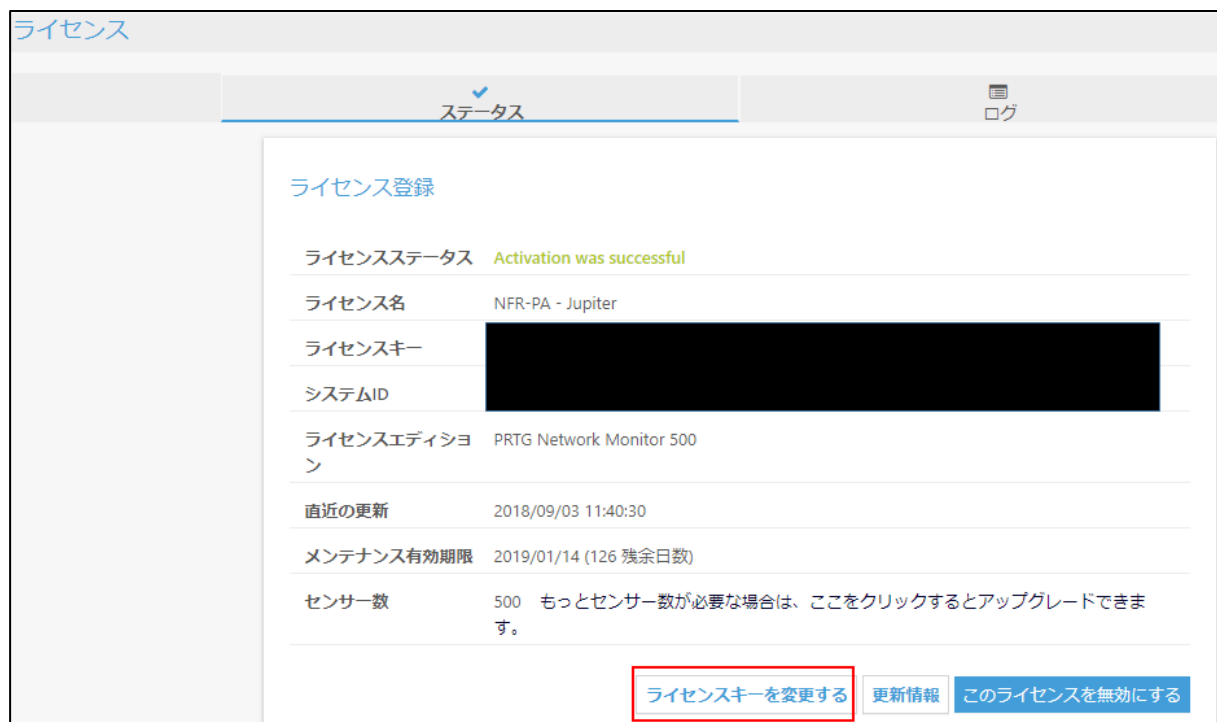 ライセンス
ステータス
ログ
ライセンス登録
ライセンスステータス Activation was successful
ライセンス名 NFR-PA - Jupiter
ライセンスキー
システムID
ライセンスエディショ PRTG Network Monitor 500
ン
直近の更新 2018/09/03 11:40:30
メンテナンス有効期限 2019/01/14 (126 残余日数)
センサー数 500 もっとセンサー数が必要な場合は、ここをクリックするとアップグレードできま
す。
ライセンスキーを変更する 更新情報 このライセンスを無効にする